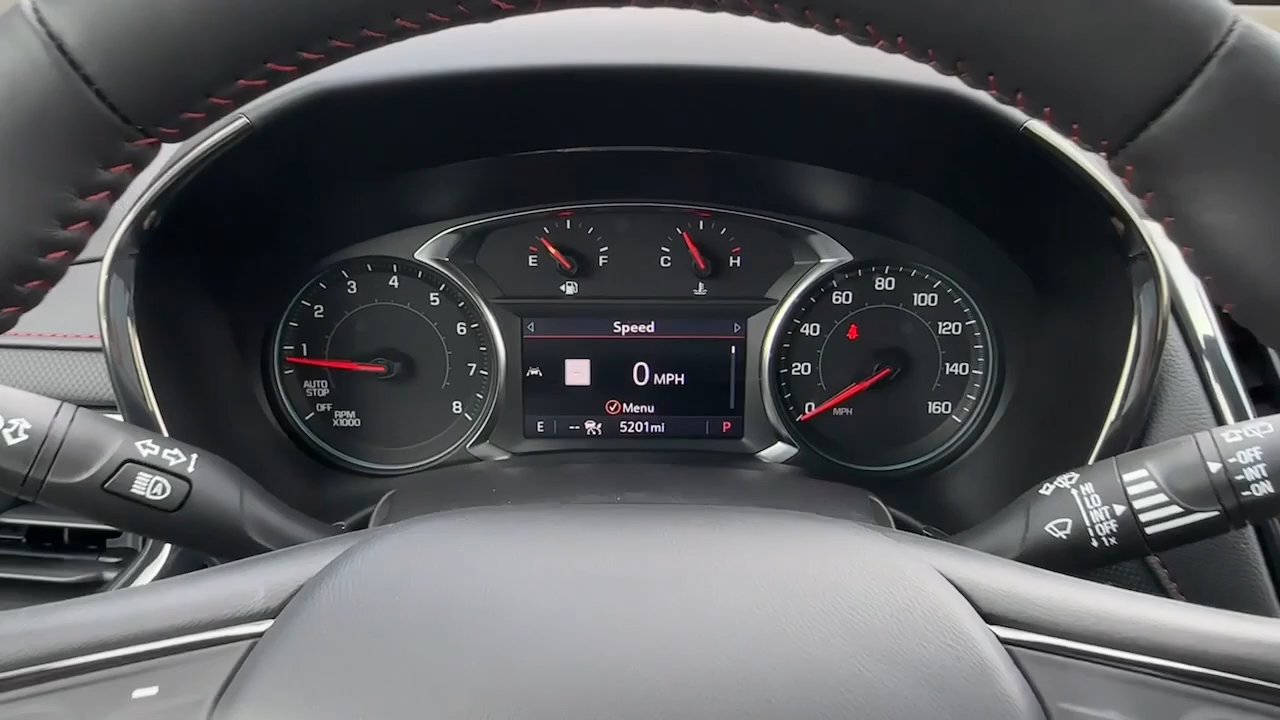 E F
C H
1 2 3 4 5 6 7 8
AUTO
STOP
OFF
RPM
X1000
Speed
0 MPH
Menu
E -- 5201mi P
0 20 40 60 80 100 120 140 160
MPH
A
HI
LO
INT
OFF
1x
OFF
INT
ON